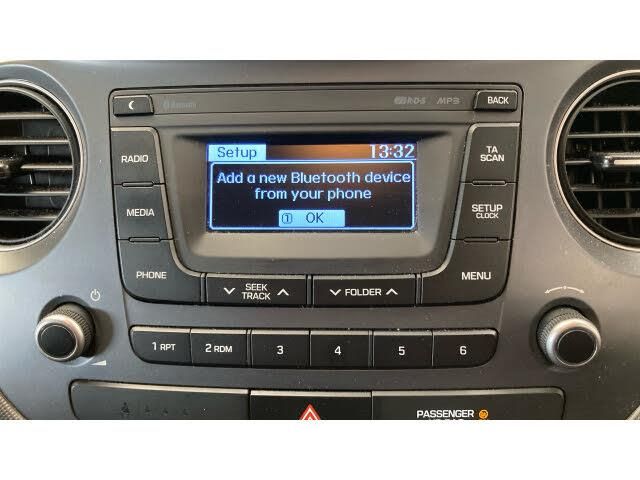 Bluetooth
RDS MP3 BACK
RADIO
Setup 13:32
TA
SCAN
Add a new Bluetooth device
from your phone
MEDIA
1 OK
SETUP
CLOCK
PHONE
SEEK
TRACK
FOLDER
MENU
1 RPT 2 RDM 3 4 5 6
PASSENGER